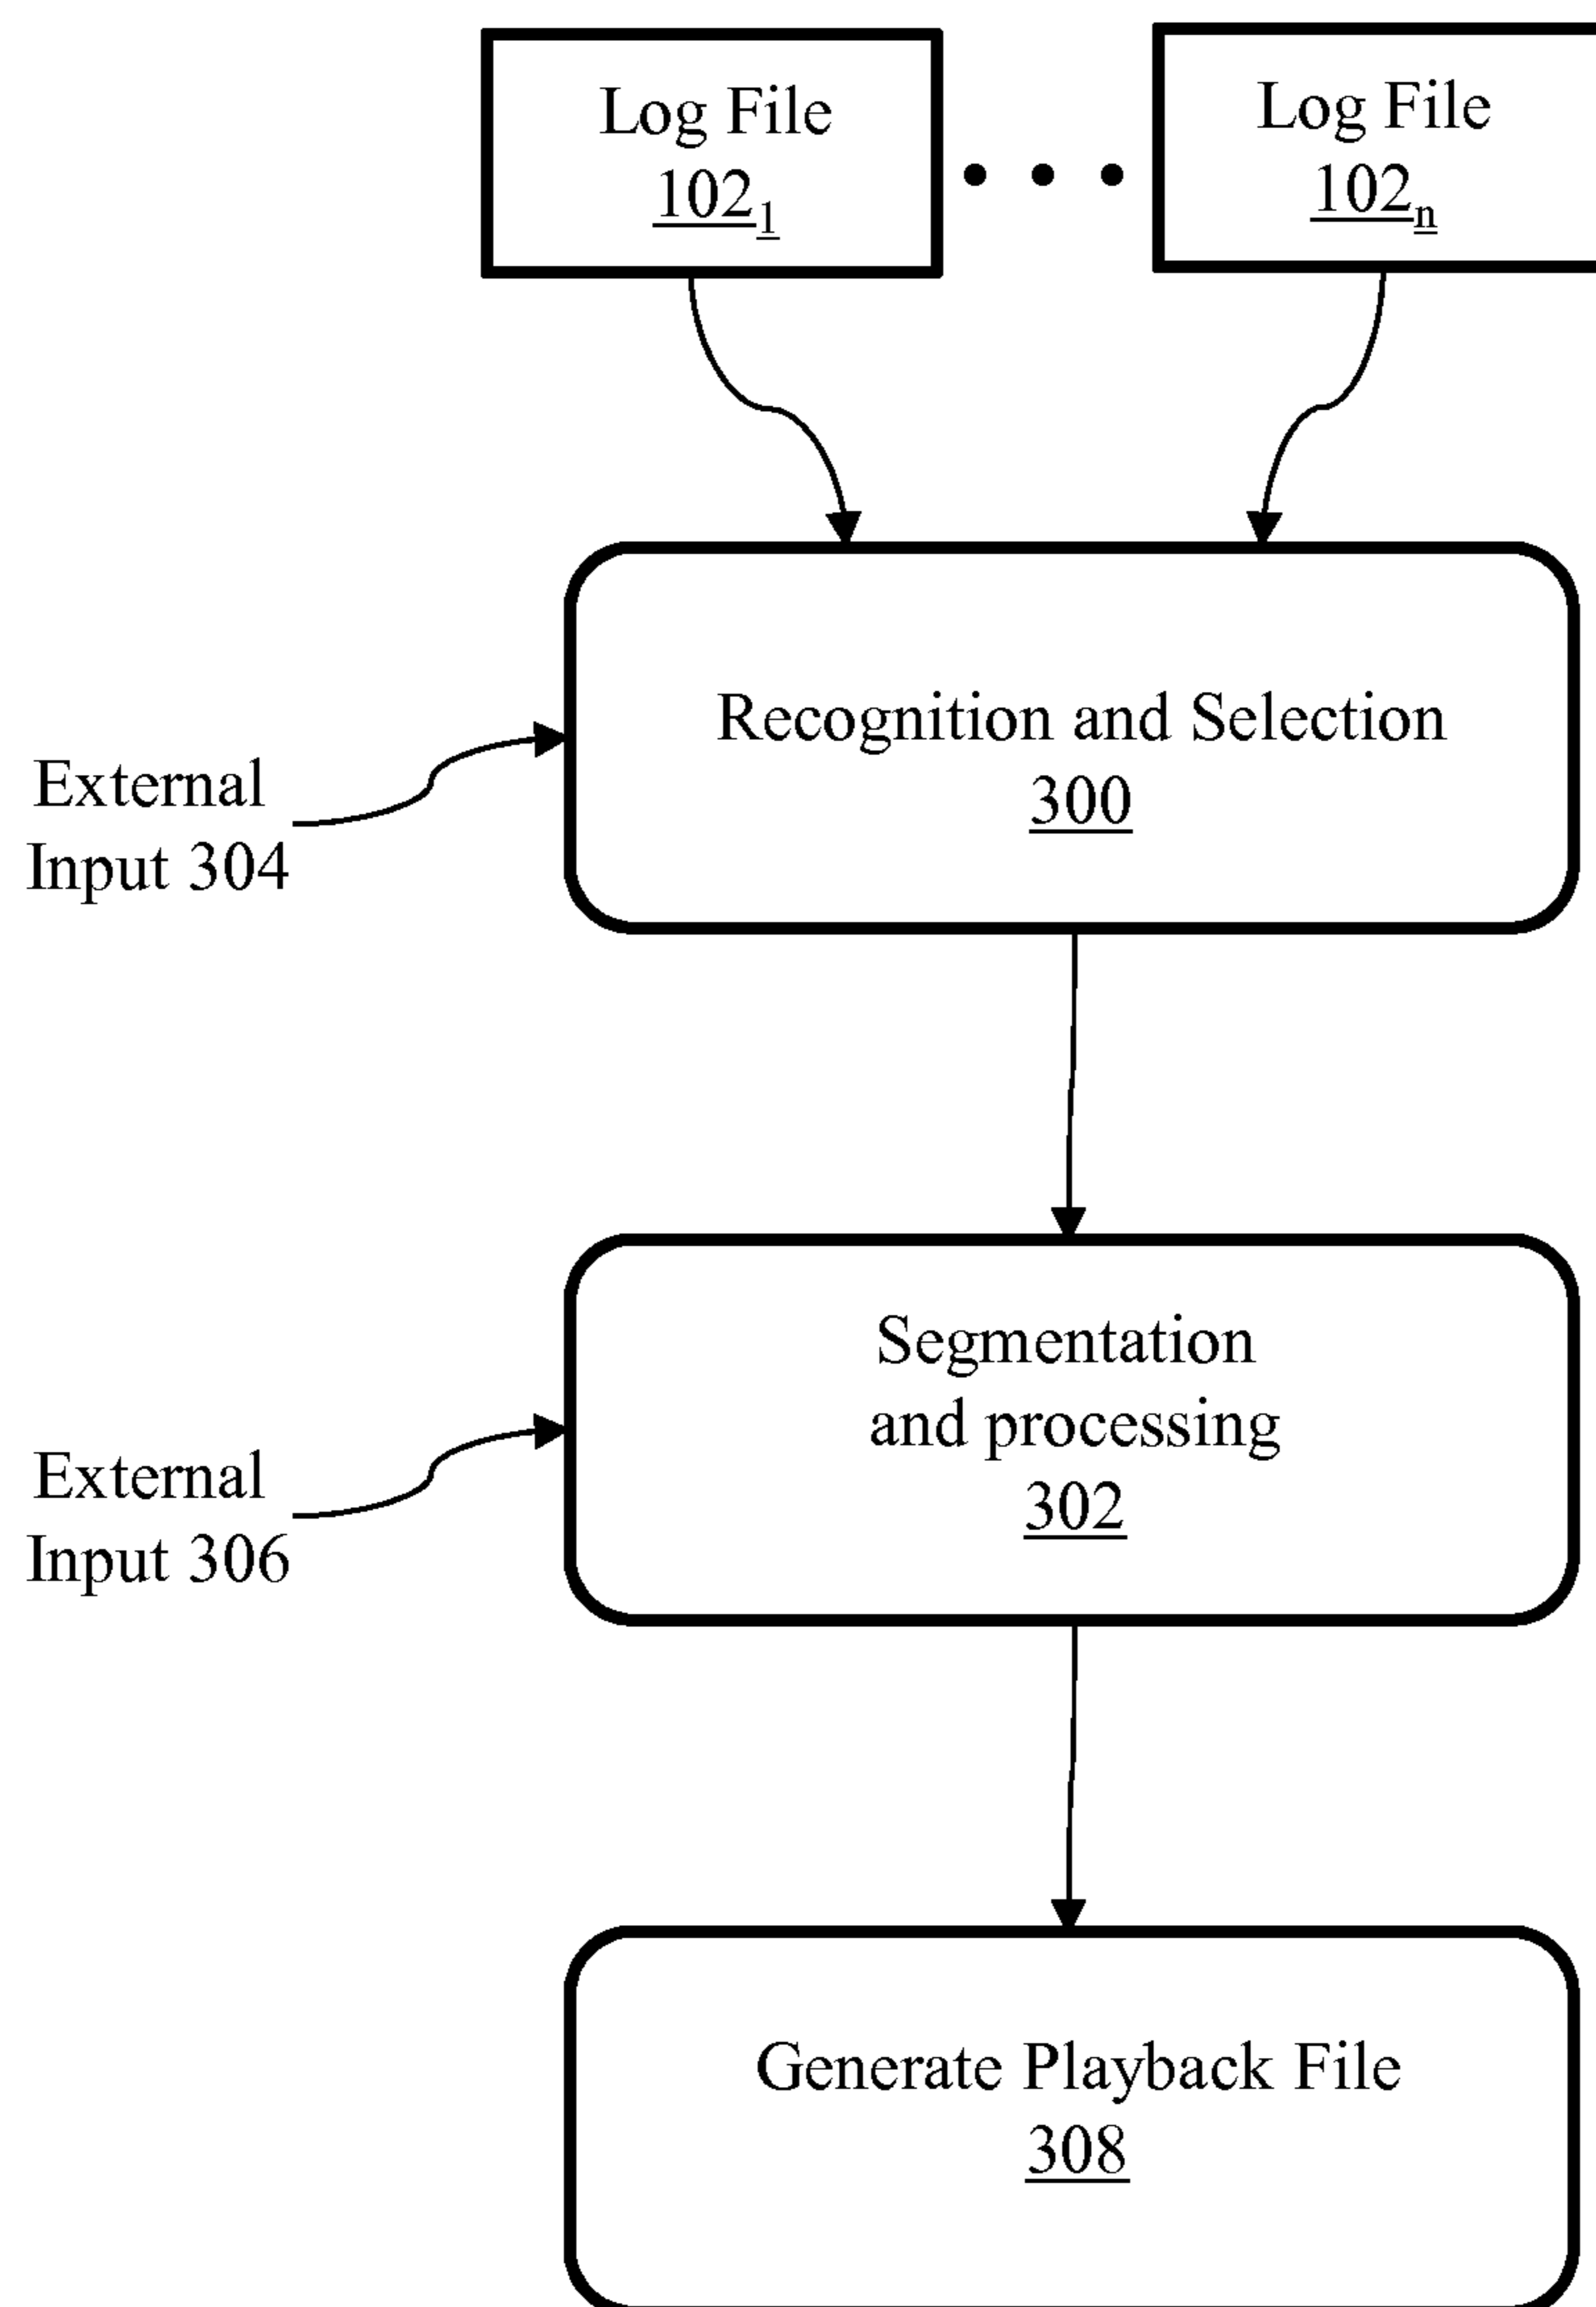 Log File
102₁
Log File
102ₙ
Recognition and Selection
300
External
Input 304
Segmentation
and processing
302
External
Input 306
Generate Playback File
308